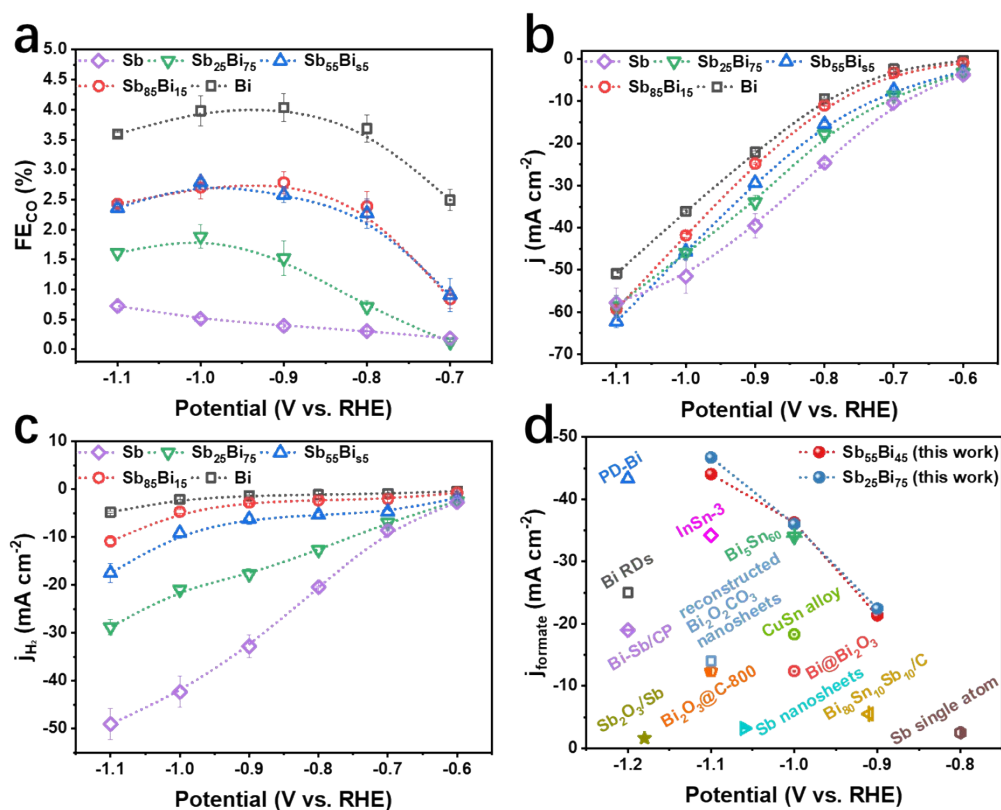 a
Sb Sb25Bi75 Sb55Bis5
Sb85Bi15 Bi
5.0
4.5
4.0
3.5
3.0
2.5
2.0
1.5
1.0
0.5
0.0
FECO (%)
-1.1 -1.0 -0.9 -0.8 -0.7
Potential (V vs. RHE)
b
Sb Sb25Bi75 Sb55Bis5
Sb85Bi15 Bi
0
-10
-20
-30
-40
-50
-60
-70
j (mA cm-2)
-1.1 -1.0 -0.9 -0.8 -0.7 -0.6
Potential (V vs. RHE)
c
Sb Sb25Bi75 Sb55Bis5
Sb85Bi15 Bi
10
0
-10
-20
-30
-40
-50
jH2 (mA cm-2)
-1.1 -1.0 -0.9 -0.8 -0.7 -0.6
Potential (V vs. RHE)
d
Sb55Bi45 (this work)
Sb25Bi75 (this work)
-50
-40
-30
-20
-10
0
jformate (mA cm-2)
PD-Bi
InSn-3
Bi5Sn60
Bi RDs
reconstructed
Bi2O2CO3
nanosheets
CuSn alloy
Bi-Sb/CP
Bi@Bi2O3
Sb2O3/Sb
Bi2O3@C-800
Sb nanosheets
Bi80Sn10Sb10/C
Sb single atom
-1.2 -1.1 -1.0 -0.9 -0.8
Potential (V vs. RHE)